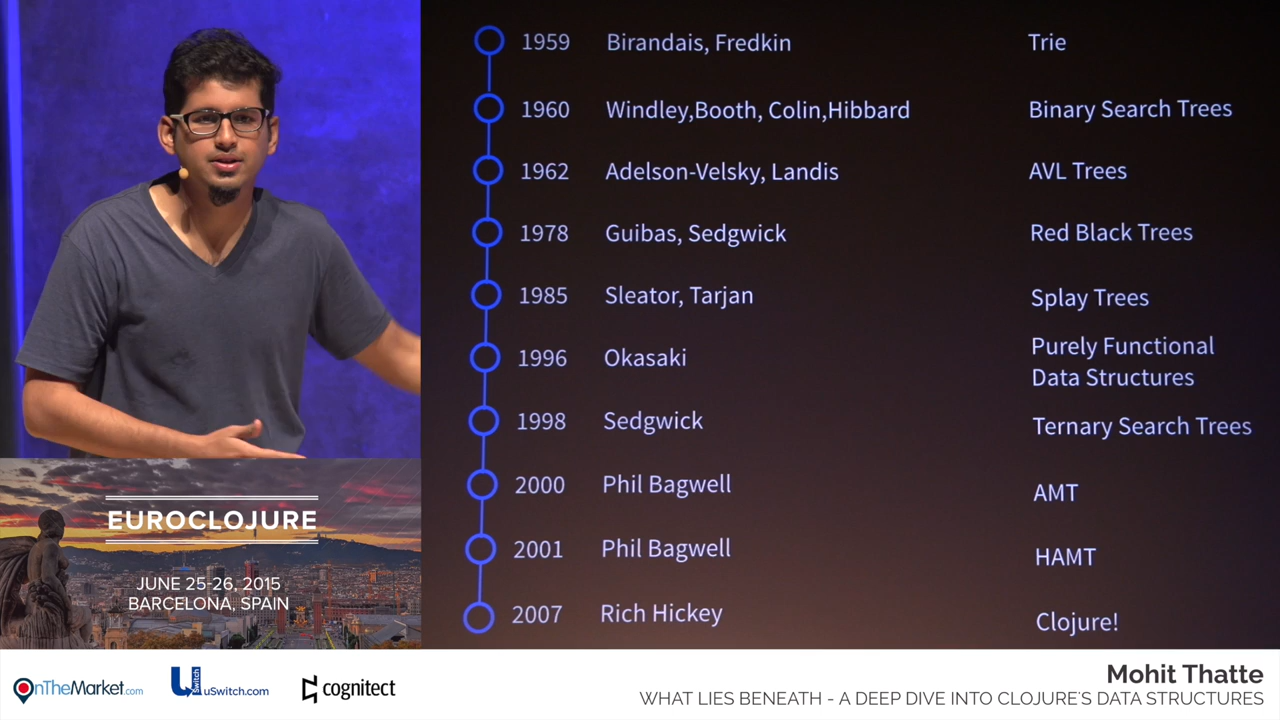 1959 Birandais, Fredkin Trie
1960 Windley,Booth, Colin,Hibbard Binary Search Trees
1962 Adelson-Velsky, Landis AVL Trees
1978 Guibas, Sedgwick Red Black Trees
1985 Sleator, Tarjan Splay Trees
1996 Okasaki Purely Functional
Data Structures
1998 Sedgwick Ternary Search Trees
2000 Phil Bagwell AMT
2001 Phil Bagwell HAMT
2007 Rich Hickey Clojure!
EUROCLOJURE
JUNE 25-26, 2015
BARCELONA, SPAIN
OnTheMarket.com
U Switch uSwitch.com
cognitect
Mohit Thatte
WHAT LIES BENEATH - A DEEP DIVE INTO CLOJURE'S DATA STRUCTURES